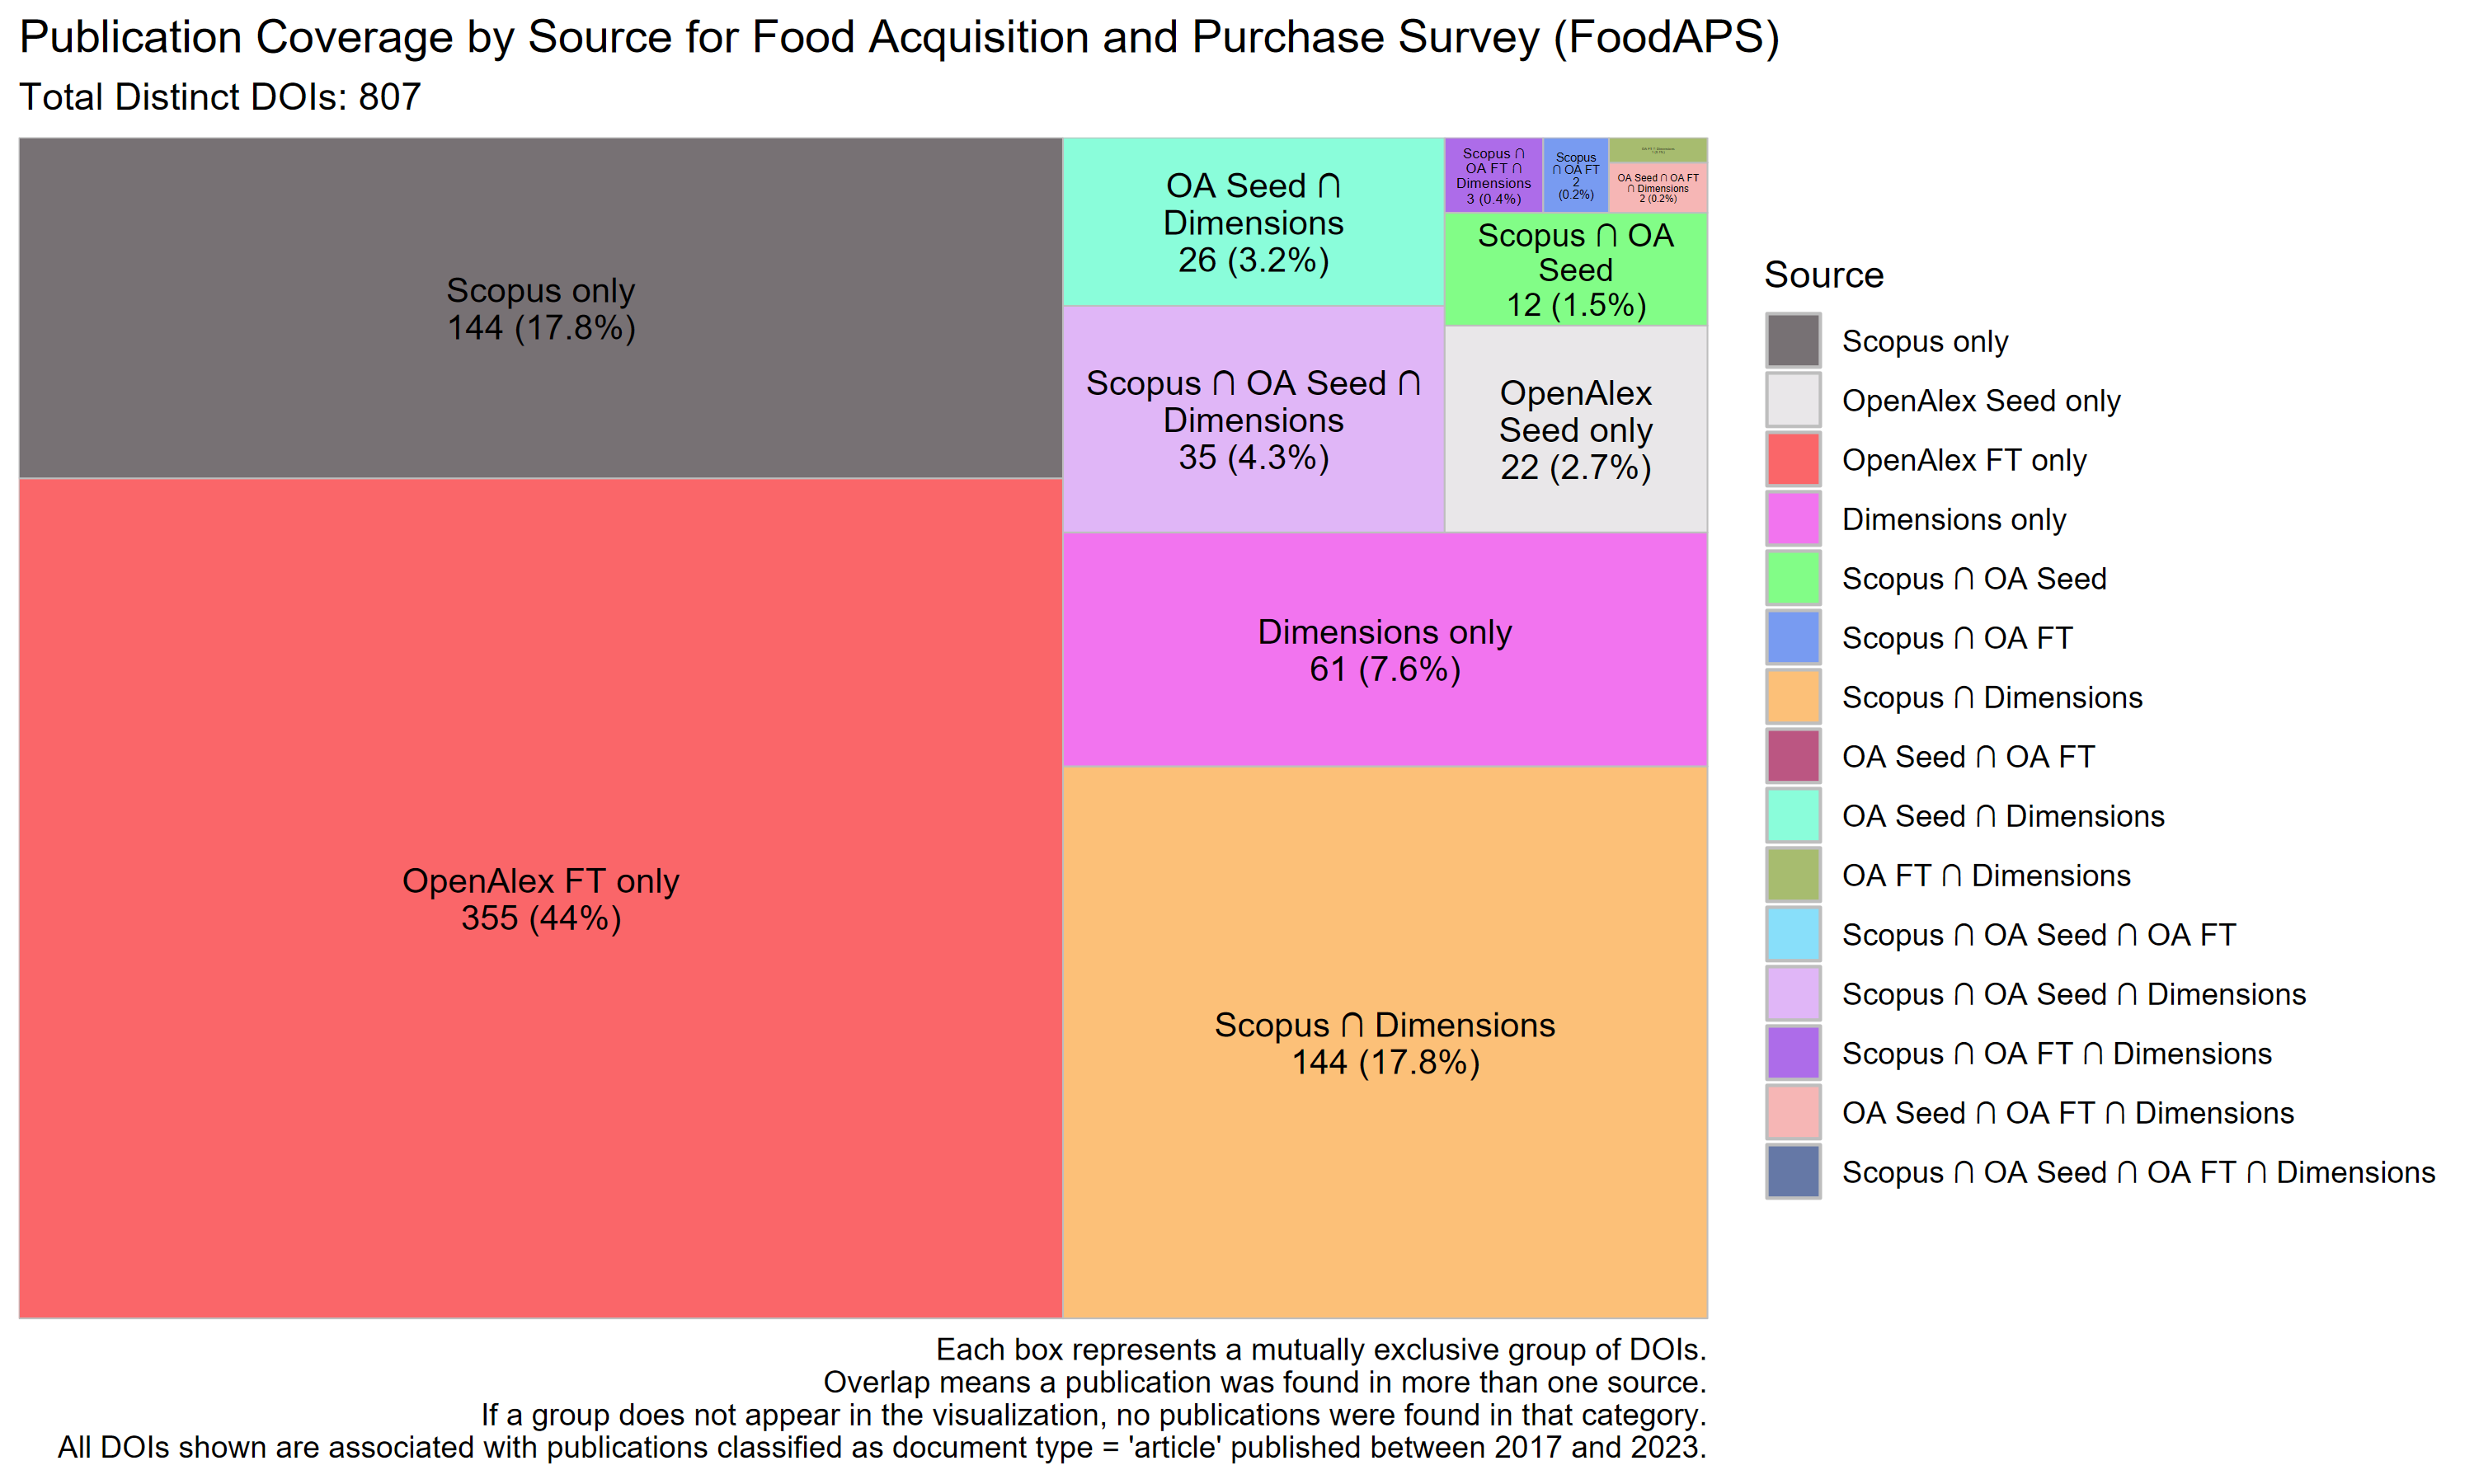 Publication Coverage by Source for Food Acquisition and Purchase Survey (FoodAPS)
Total Distinct DOIs: 807
Scopus only
144 (17.8%)
OpenAlex FT only
355 (44%)
OA Seed ∩
Dimensions
26 (3.2%)
Scopus ∩ OA Seed ∩
Dimensions
35 (4.3%)
Scopus ∩
OA FT ∩
Dimensions
3 (0.4%)
Scopus
∩ OA FT
2
(0.2%)
OA Seed ∩ OA FT
∩ Dimensions
2 (0.2%)
Scopus ∩ OA
Seed
12 (1.5%)
OpenAlex
Seed only
22 (2.7%)
Dimensions only
61 (7.6%)
Scopus ∩ Dimensions
144 (17.8%)
Source
Scopus only
OpenAlex Seed only
OpenAlex FT only
Dimensions only
Scopus ∩ OA Seed
Scopus ∩ OA FT
Scopus ∩ Dimensions
OA Seed ∩ OA FT
OA Seed ∩ Dimensions
OA FT ∩ Dimensions
Scopus ∩ OA Seed ∩ OA FT
Scopus ∩ OA Seed ∩ Dimensions
Scopus ∩ OA FT ∩ Dimensions
OA Seed ∩ OA FT ∩ Dimensions
Scopus ∩ OA Seed ∩ OA FT ∩ Dimensions
Each box represents a mutually exclusive group of DOIs.
Overlap means a publication was found in more than one source.
If a group does not appear in the visualization, no publications were found in that category.
All DOIs shown are associated with publications classified as document type = 'article' published between 2017 and 2023.